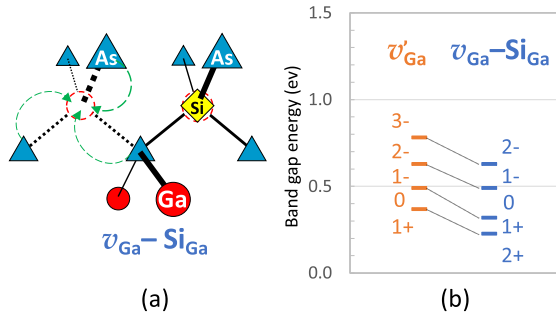 As
As
Si
Ga
vGa– SiGa
(a)
Band gap energy (ev)
1.5
1.0
0.5
0.0
v′Ga
vGa–SiGa
3-
2-
1-
0
1+
2-
1-
0
1+
2+
(b)